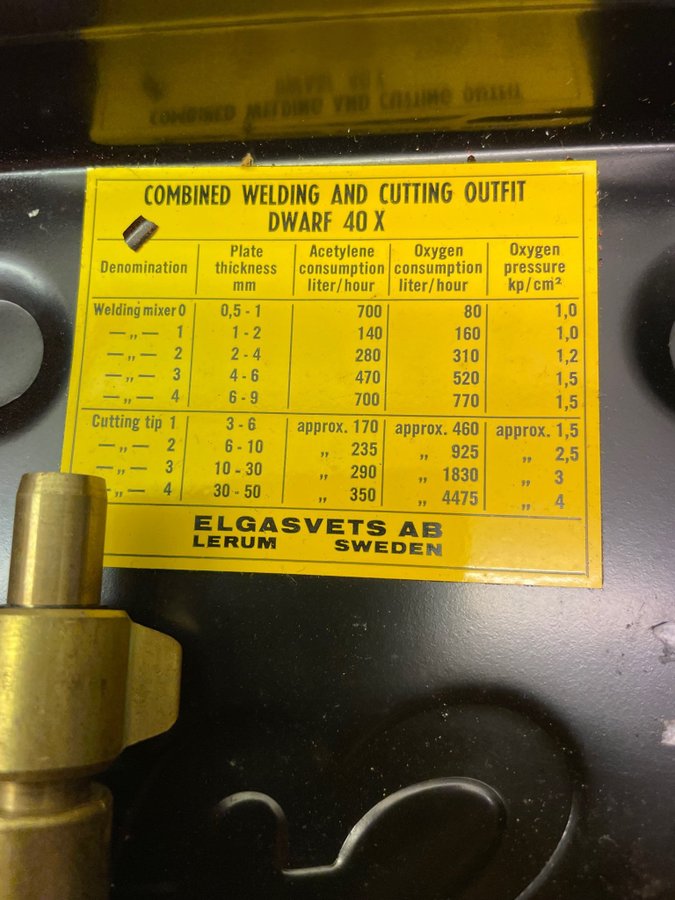 COMBINED WELDING AND CUTTING OUTFIT
DWARF 40 X
Denomination Plate thickness mm Acetylene consumption liter/hour Oxygen consumption liter/hour Oxygen pressure kp/cm²
Welding mixer 0 0,5 - 1 700 80 1,0
—„— 1 1 - 2 140 160 1,0
—„— 2 2 - 4 280 310 1,2
—„— 3 4 - 6 470 520 1,5
—„— 4 6 - 9 700 770 1,5
Cutting tip 1 3 - 6 approx. 170 approx. 460 approx. 1,5
—„— 2 6 - 10 „ 235 „ 925 „ 2,5
—„— 3 10 - 30 „ 290 „ 1830 „ 3
—„— 4 30 - 50 „ 350 „ 4475 „ 4
ELGASVETS AB
LERUM SWEDEN